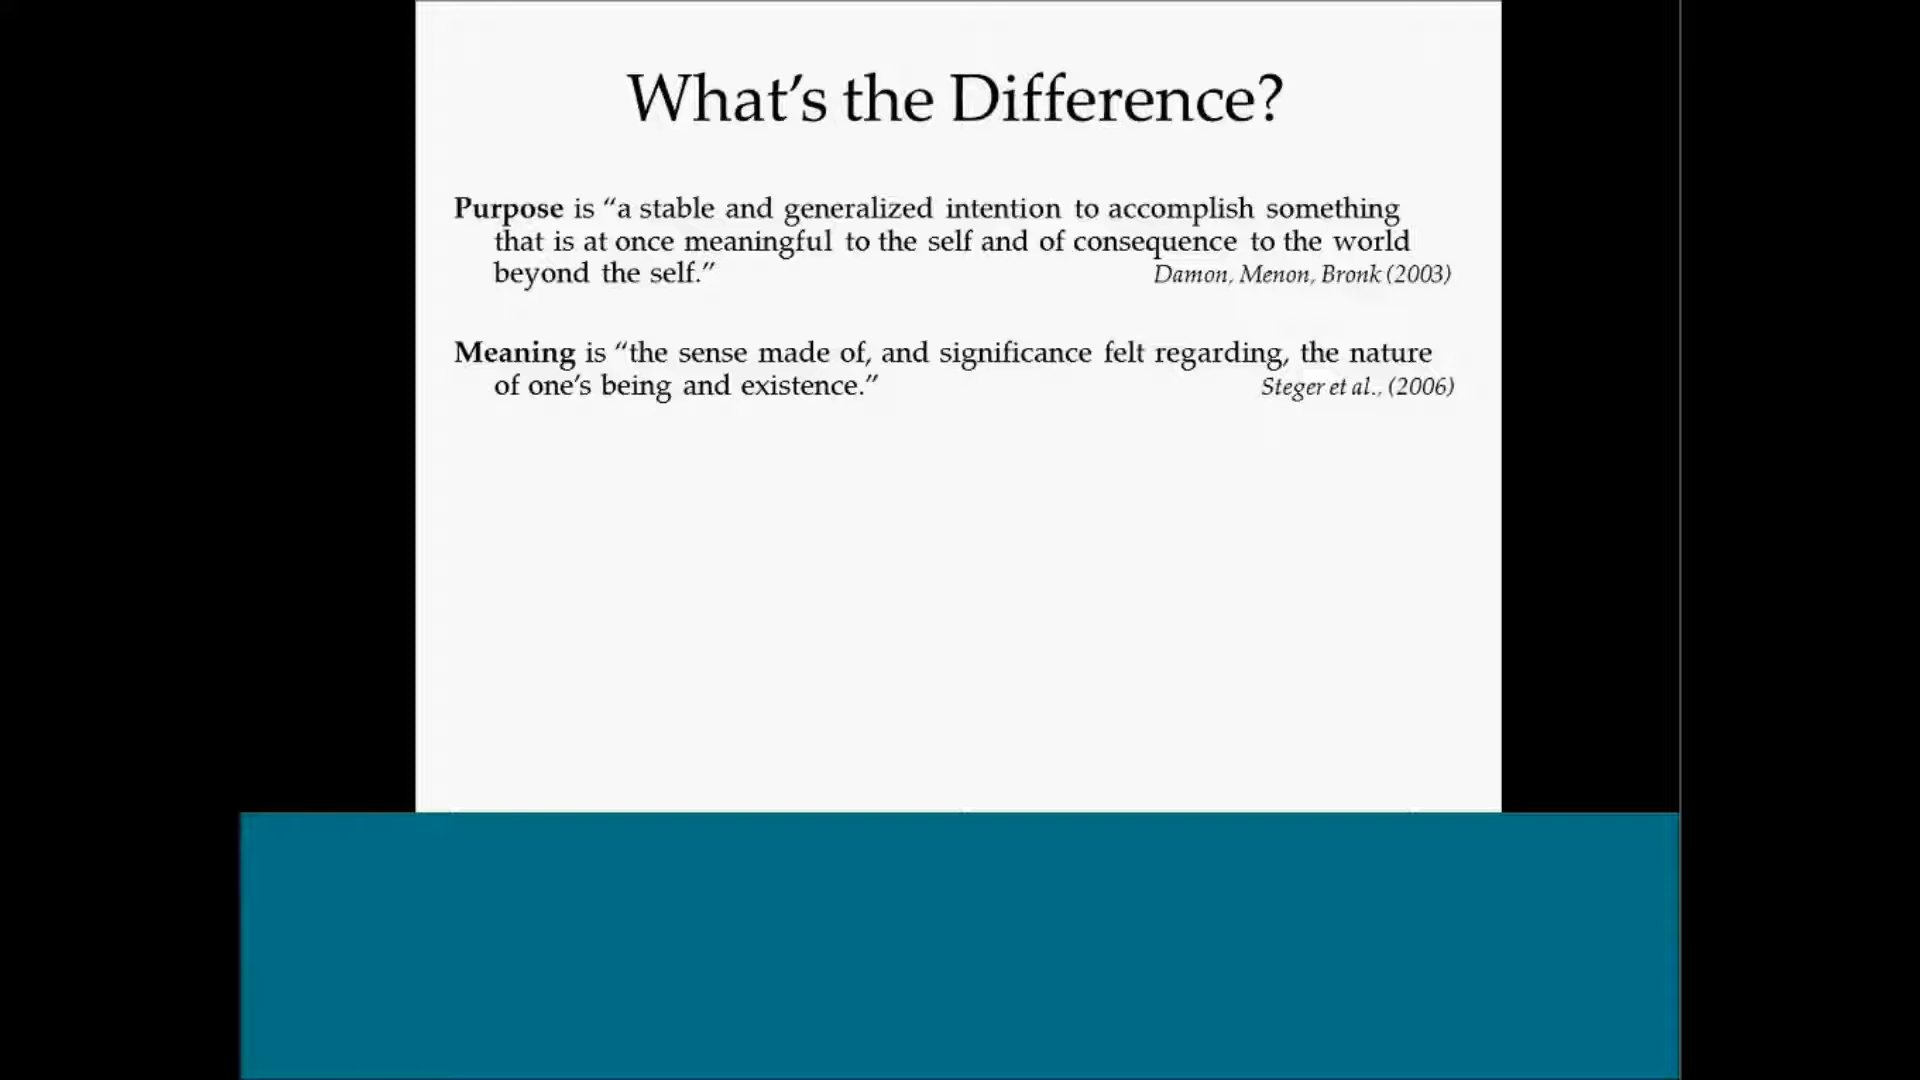 What’s the Difference?
Purpose is “a stable and generalized intention to accomplish something
that is at once meaningful to the self and of consequence to the world
beyond the self.” Damon, Menon, Bronk (2003)
Meaning is “the sense made of, and significance felt regarding, the nature
of one’s being and existence.” Steger et al., (2006)